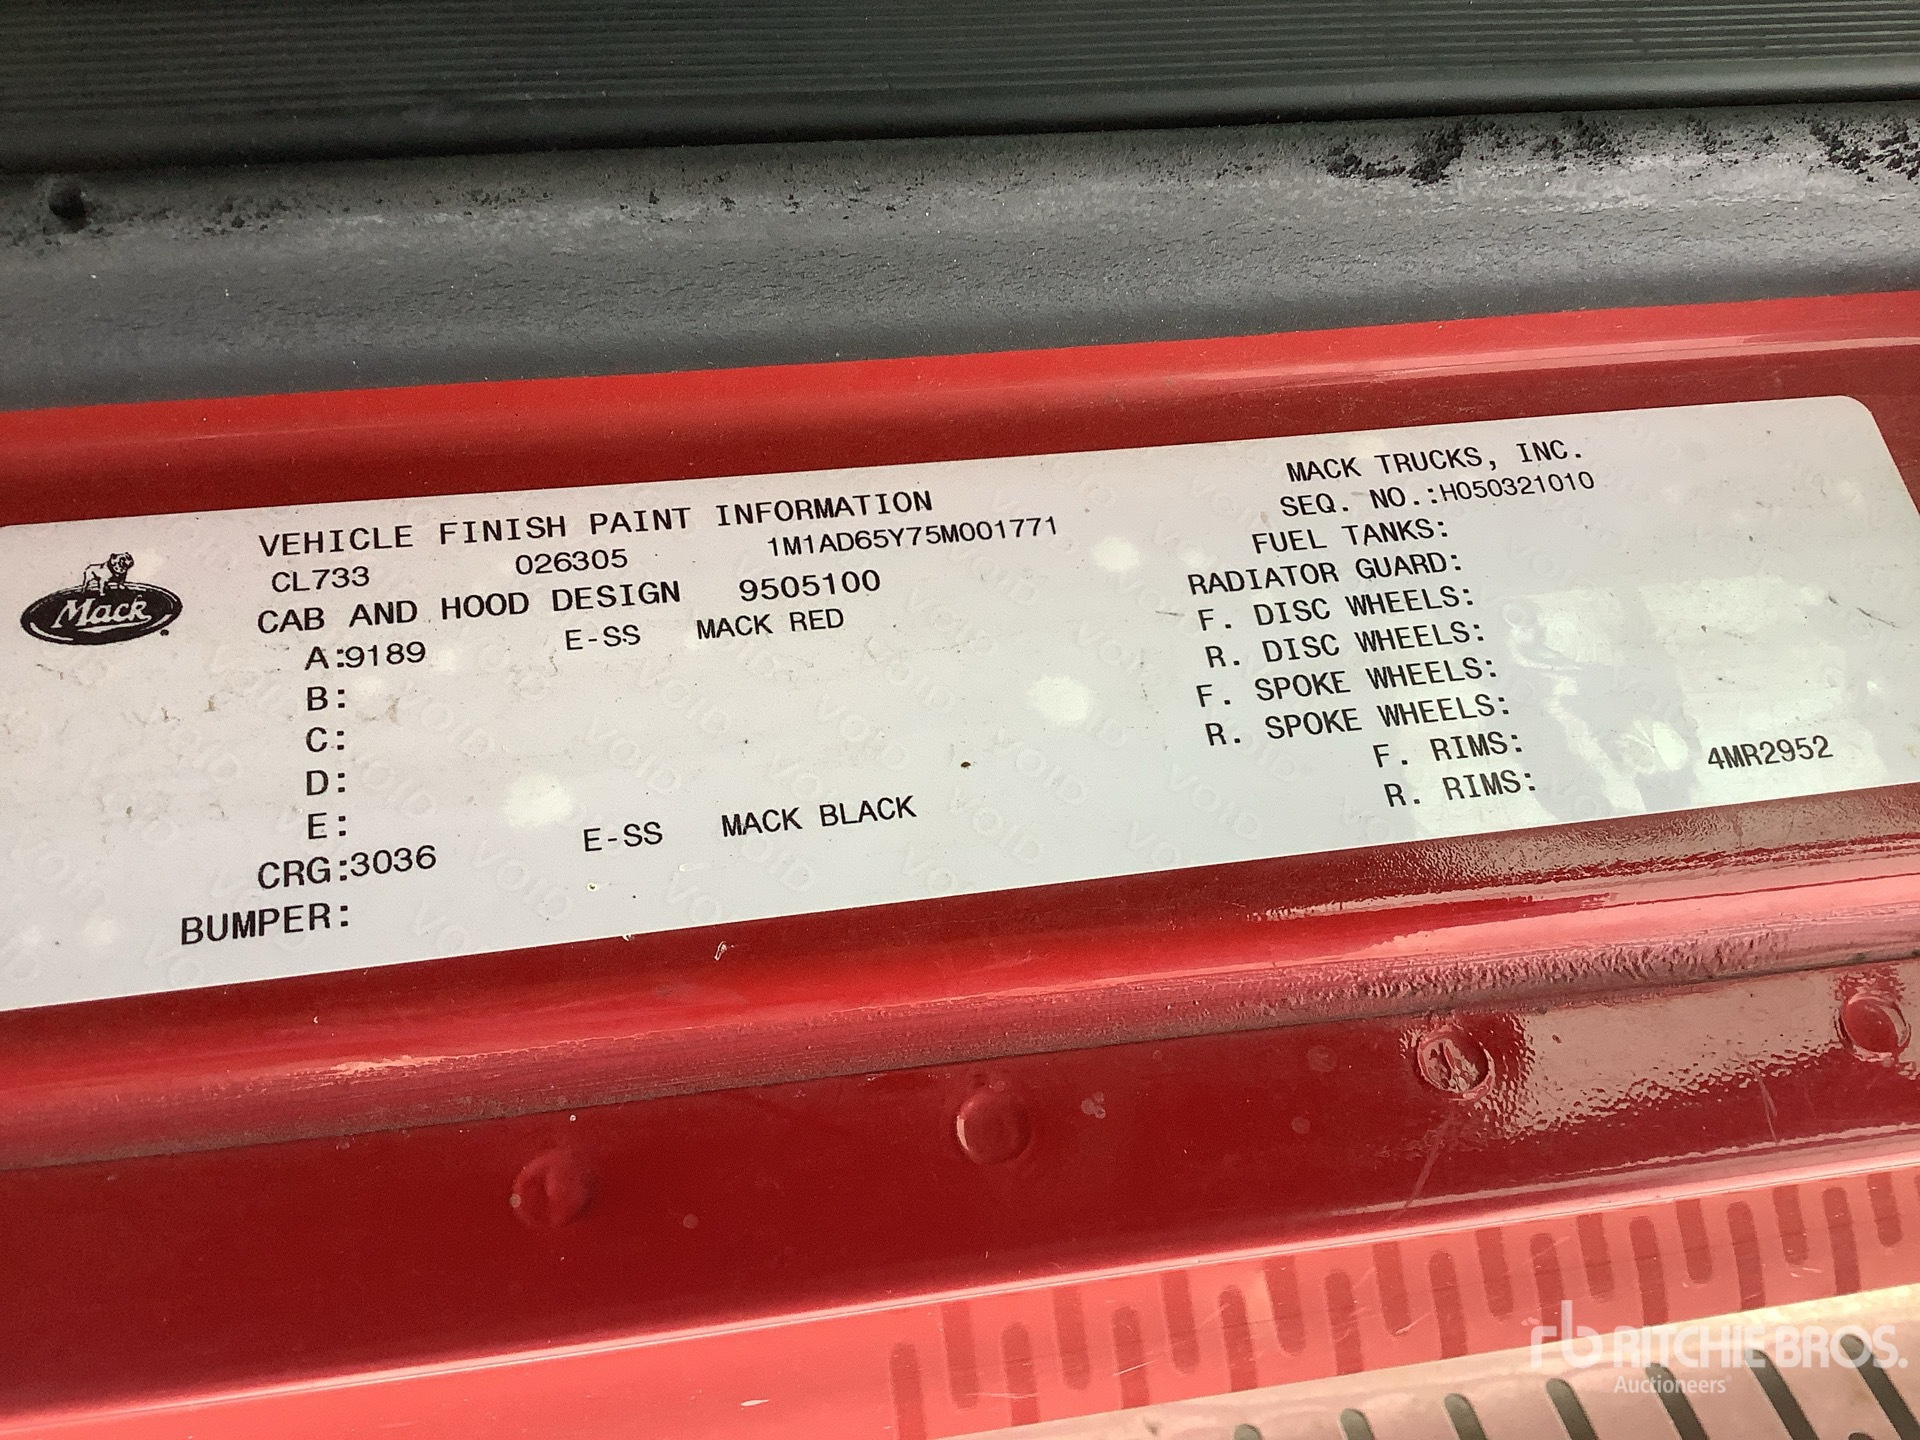 Mack
VEHICLE FINISH PAINT INFORMATION
CL733 026305 1M1AD65Y75M001771
CAB AND HOOD DESIGN 9505100
A:9189 E-SS MACK RED
B:
C:
D:
E:
CRG:3036 E-SS MACK BLACK
BUMPER:
MACK TRUCKS, INC.
SEQ. NO.:H050321010
FUEL TANKS:
RADIATOR GUARD:
F. DISC WHEELS:
R. DISC WHEELS:
F. SPOKE WHEELS:
R. SPOKE WHEELS:
F. RIMS:
R. RIMS:
4MR2952
rb RITCHIE BROS.
Auctioneers